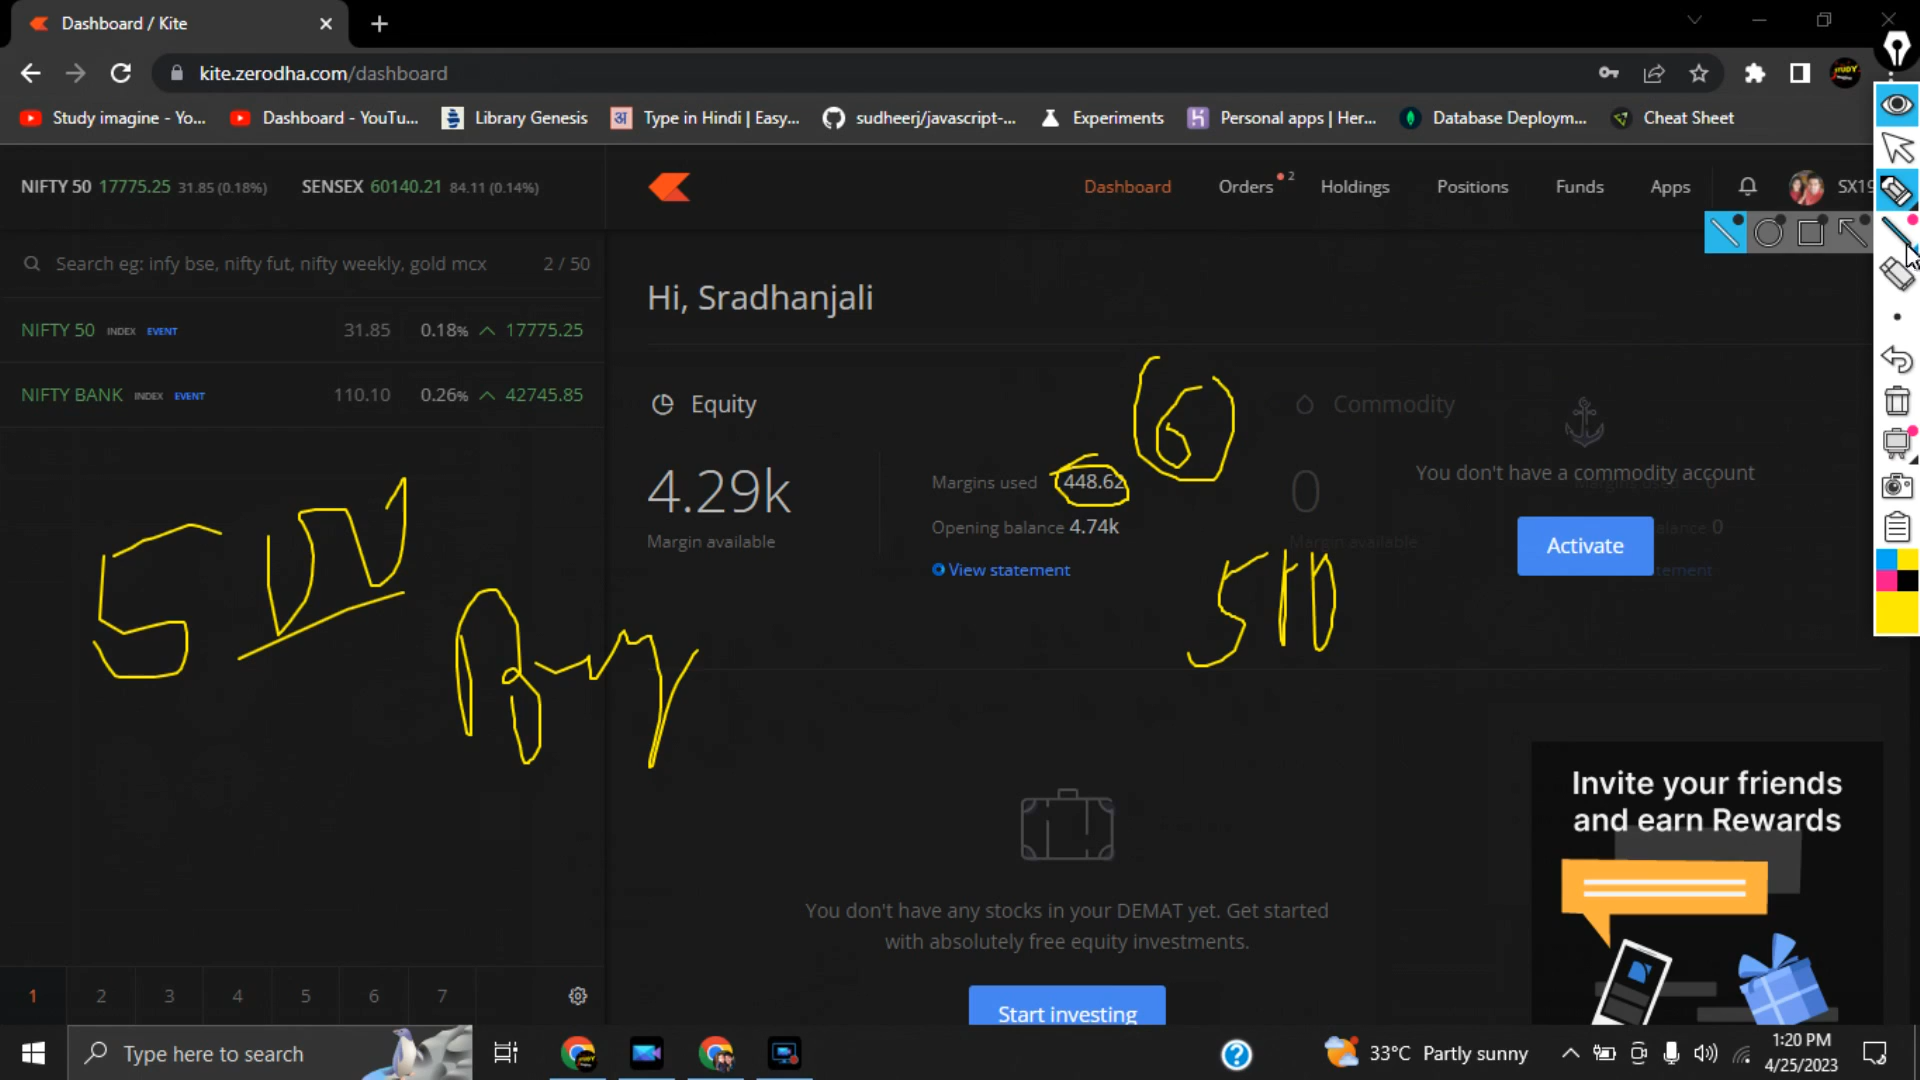 Dashboard / Kite
kite.zerodha.com/dashboard
Study imagine - Yo...
Dashboard - YouTu...
Library Genesis
Type in Hindi | Easy...
sudheerj/javascript-...
Experiments
Personal apps | Her...
Database Deploym...
Cheat Sheet
NIFTY 50 17775.25 31.85 (0.18%)
SENSEX 60140.21 84.11 (0.14%)
Dashboard
Orders 2
Holdings
Positions
Funds
Apps
Search eg: infy bse, nifty fut, nifty weekly, gold mcx 2 / 50
NIFTY 50 INDEX EVENT 31.85 0.18% 17775.25
NIFTY BANK INDEX EVENT 110.10 0.26% 42745.85
Hi, Sradhanjali
Equity
6
4.29k
Margin available
Margins used 448.62
Opening balance 4.74k
View statement
Commodity
0
Margin available
You don't have a commodity account
Activate
500
Buy
510
You don't have any stocks in your DEMAT yet. Get started
with absolutely free equity investments.
Start investing
Invite your friends
and earn Rewards
1 2 3 4 5 6 7
Type here to search
33°C Partly sunny
1:20 PM
4/25/2023